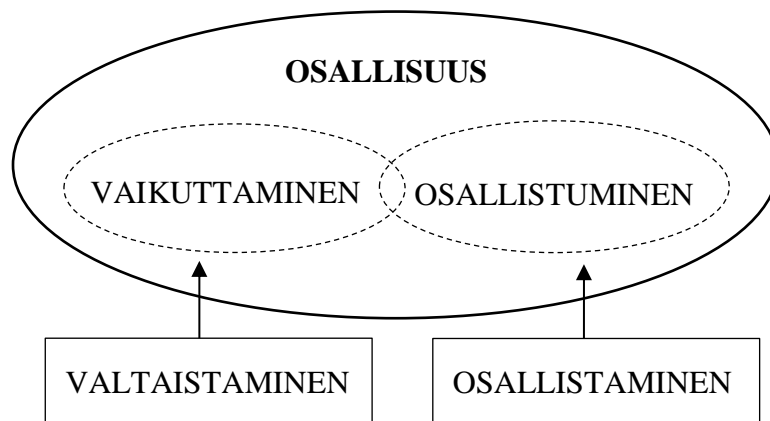 OSALLISUUS
VAIKUTTAMINEN
OSALLISTUMINEN
VALTAISTAMINEN
OSALLISTAMINEN